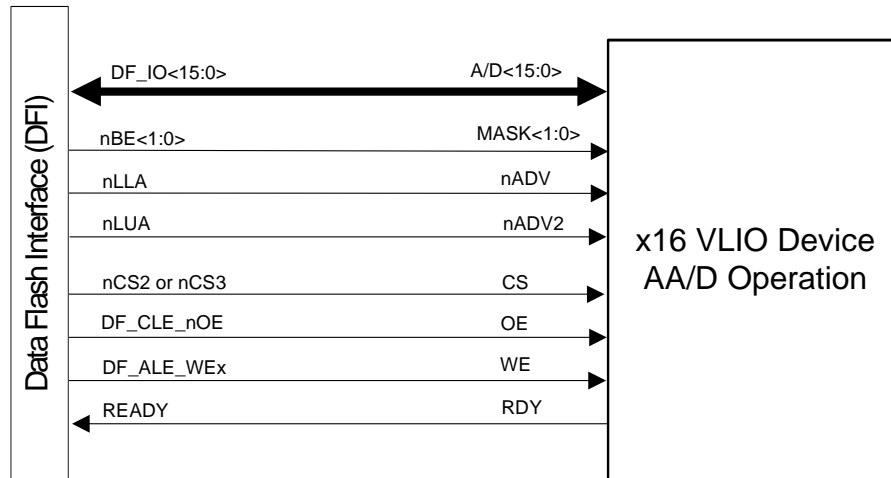 Data Flash Interface (DFI)
DF_IO<15:0> A/D<15:0>
nBE<1:0> MASK<1:0>
nLLA nADV
nLUA nADV2
x16 VLIO Device
AA/D Operation
nCS2 or nCS3 CS
DF_CLE_nOE OE
DF_ALE_WEx WE
READY RDY